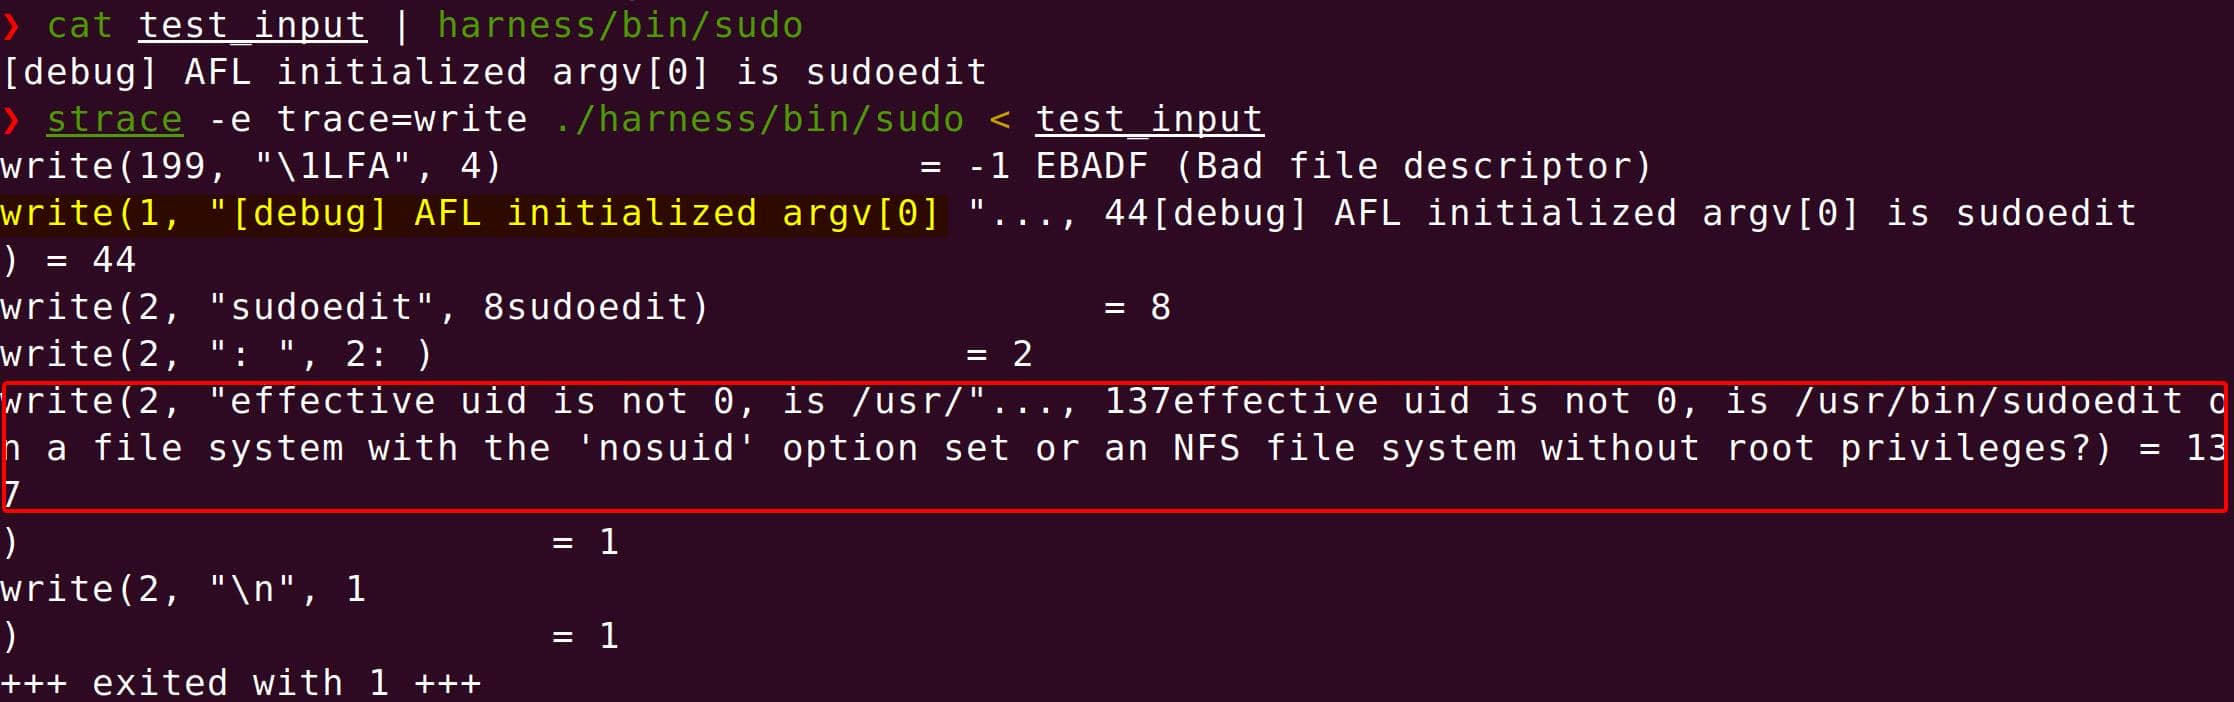 ❯ cat test_input | harness/bin/sudo
[debug] AFL initialized argv[0] is sudoedit
❯ strace -e trace=write ./harness/bin/sudo < test_input
write(199, "\1LFA", 4)                  = -1 EBADF (Bad file descriptor)
write(1, "[debug] AFL initialized argv[0] "..., 44[debug] AFL initialized argv[0] is sudoedit
) = 44
write(2, "sudoedit", 8sudoedit)                 = 8
write(2, ": ", 2: )                       = 2
write(2, "effective uid is not 0, is /usr/"..., 137effective uid is not 0, is /usr/bin/sudoedit o
n a file system with the 'nosuid' option set or an NFS file system without root privileges?) = 13
7
)                       = 1
write(2, "\n", 1
)                       = 1
+++ exited with 1 +++